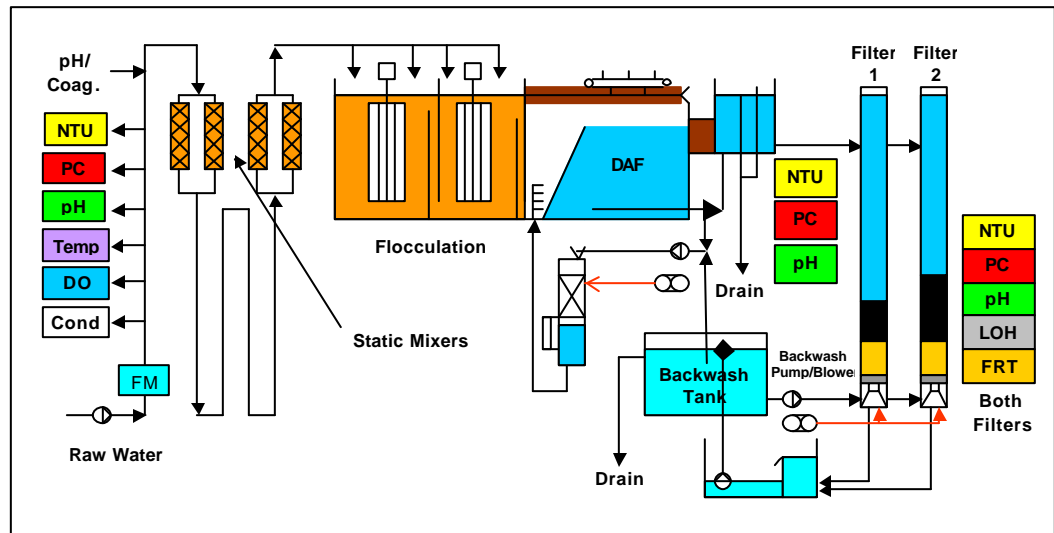 pH/
Coag.
NTU
PC
pH
Temp
DO
Cond
FM
Raw Water
Static Mixers
Flocculation
DAF
Drain
NTU
PC
pH
Filter
1
Filter
2
NTU
PC
pH
LOH
FRT
Both
Filters
Backwash
Pump/Blower
Backwash
Tank
Drain